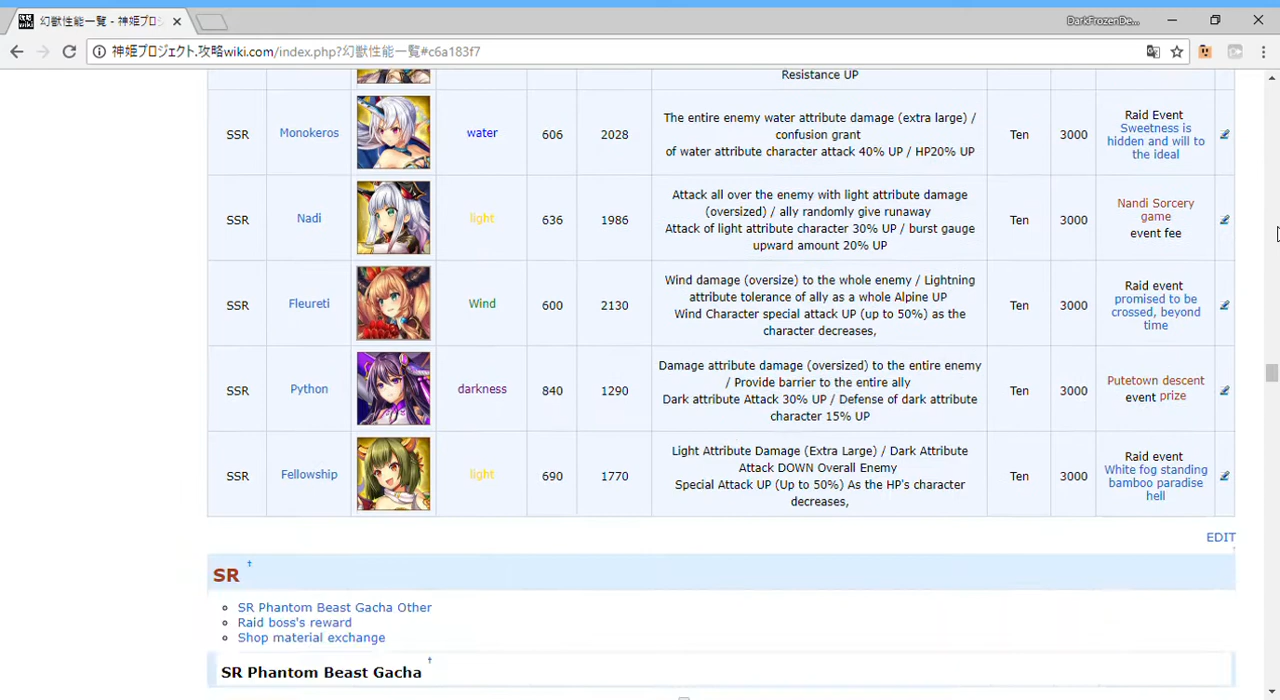 幻獣性能一覧 - 神姫プロジ
DarkFrozenDe...
神姫プロジェクト.攻略wiki.com/index.php?幻獣性能一覧#c6a183f7
Resistance UP
SSR Monokeros water 606 2028 The entire enemy water attribute damage (extra large) / Ten 3000 Raid Event
confusion grant Sweetness is
of water attribute character attack 40% UP / HP20% UP hidden and will to
the ideal
SSR Nadi light 636 1986 Attack all over the enemy with light attribute damage Ten 3000 Nandi Sorcery
(oversized) / ally randomly give runaway game
Attack of light attribute character 30% UP / burst gauge event fee
upward amount 20% UP
SSR Fleureti Wind 600 2130 Wind damage (oversize) to the whole enemy / Lightning Ten 3000 Raid event
attribute tolerance of ally as a whole Alpine UP promised to be
Wind Character special attack UP (up to 50%) as the crossed, beyond
character decreases, time
SSR Python darkness 840 1290 Damage attribute damage (oversized) to the entire enemy Ten 3000 Putetown descent
/ Provide barrier to the entire ally event prize
Dark attribute Attack 30% UP / Defense of dark attribute
character 15% UP
SSR Fellowship light 690 1770 Light Attribute Damage (Extra Large) / Dark Attribute Ten 3000 Raid event
Attack DOWN Overall Enemy White fog standing
Special Attack UP (Up to 50%) As the HP's character bamboo paradise
decreases, hell
EDIT
SR †
SR Phantom Beast Gacha Other
Raid boss's reward
Shop material exchange
SR Phantom Beast Gacha †